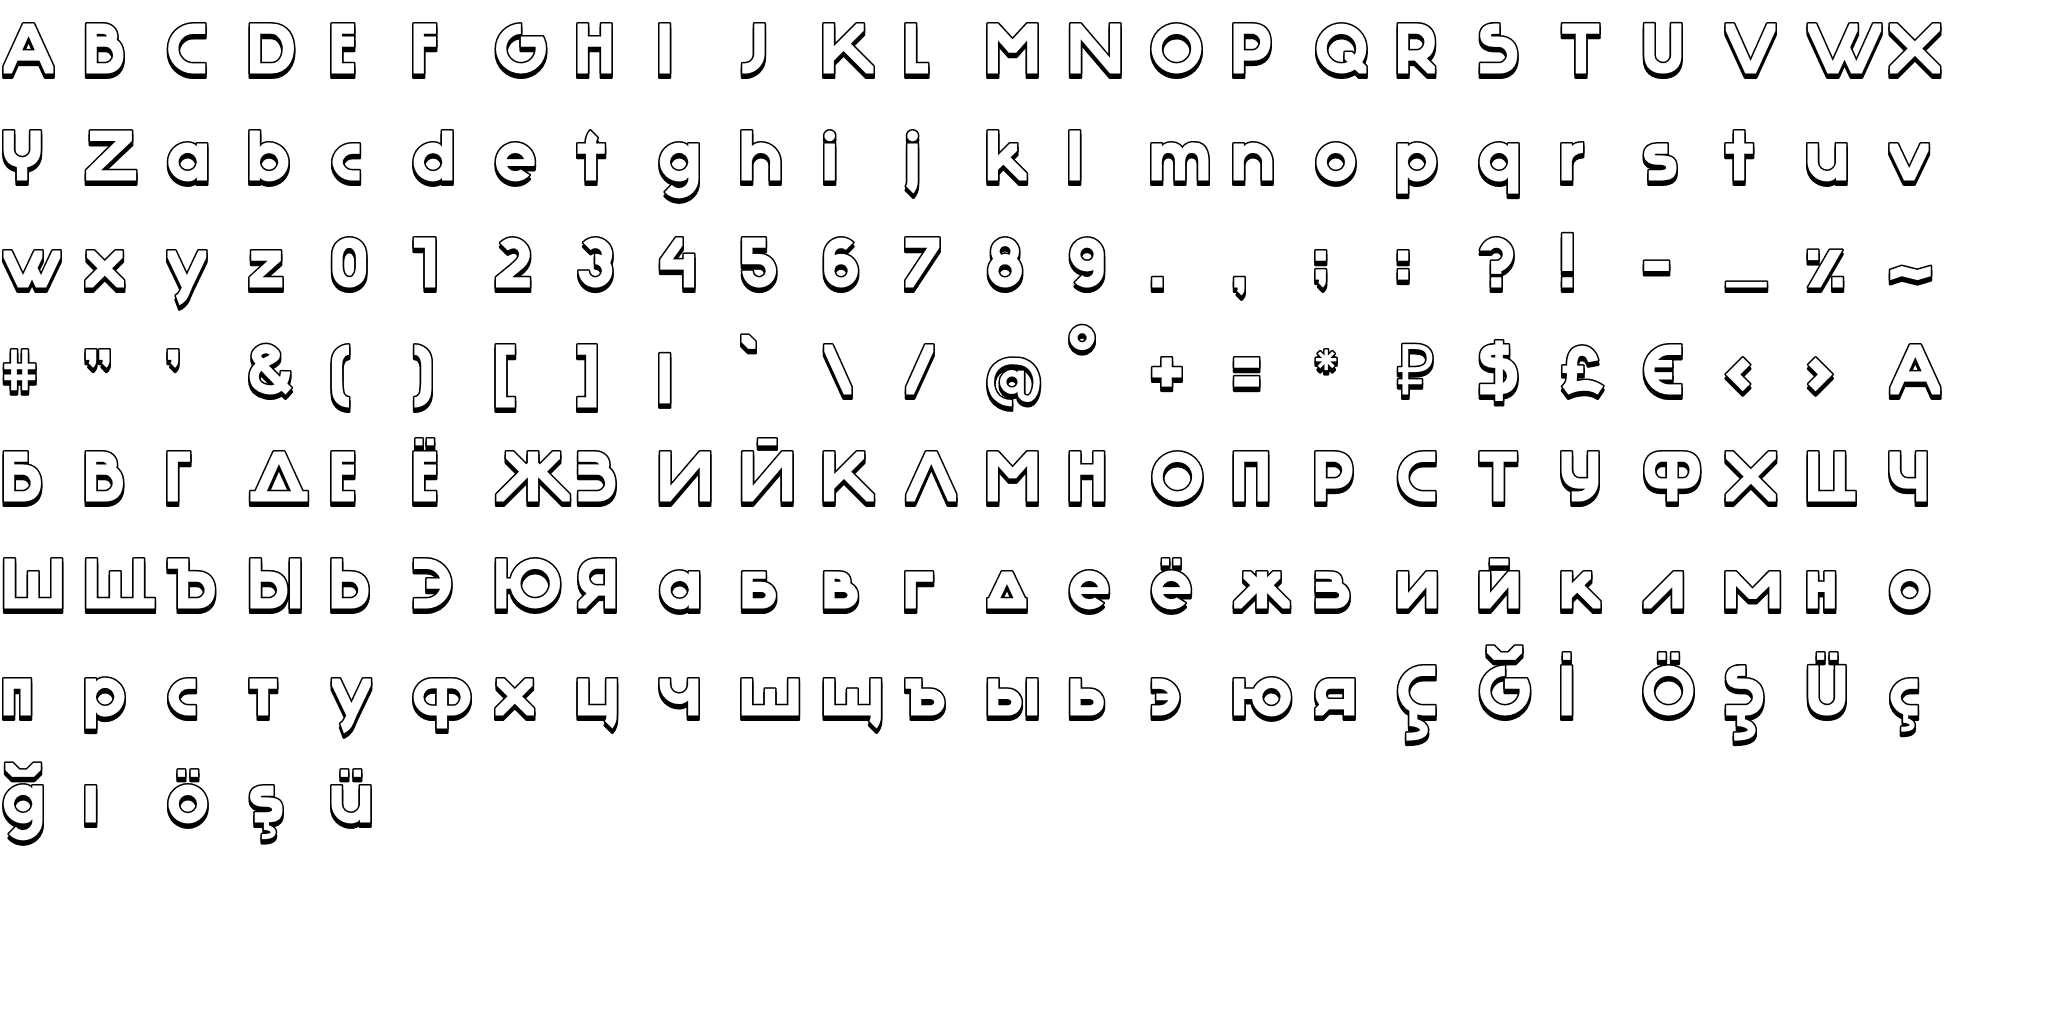 A B C D E F G H I J K L M N O P Q R S T U V W X
Y Z a b c d e f g h i j k l m n o p q r s t u v
w x y z 0 1 2 3 4 5 6 7 8 9 . , ; : ? ! - _ % ~
# " ' & ( ) [ ] | ` \ / @ ° + = * ₽ $ £ € < > А
Б В Г Д Е Ё Ж З И Й К Л М Н О П Р С Т У Ф Х Ц Ч
Ш Щ Ъ Ы Ь Э Ю Я а б в г д е ё ж з и й к л м н о
п р с т у ф х ц ч ш щ ъ ы ь э ю я Ç Ğ İ Ö Ş Ü ç
ğ ı ö ş ü